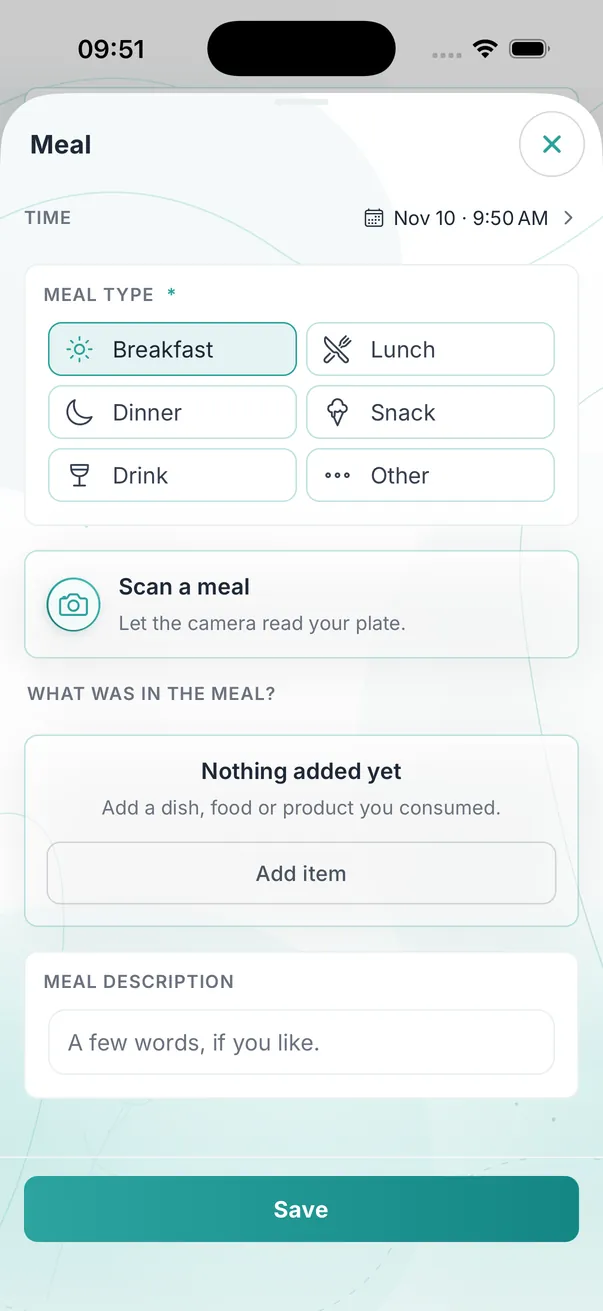 09:51
Meal
TIME
Nov 10 · 9:50 AM
MEAL TYPE *
Breakfast
Lunch
Dinner
Snack
Drink
Other
Scan a meal
Let the camera read your plate.
WHAT WAS IN THE MEAL?
Nothing added yet
Add a dish, food or product you consumed.
Add item
MEAL DESCRIPTION
A few words, if you like.
Save